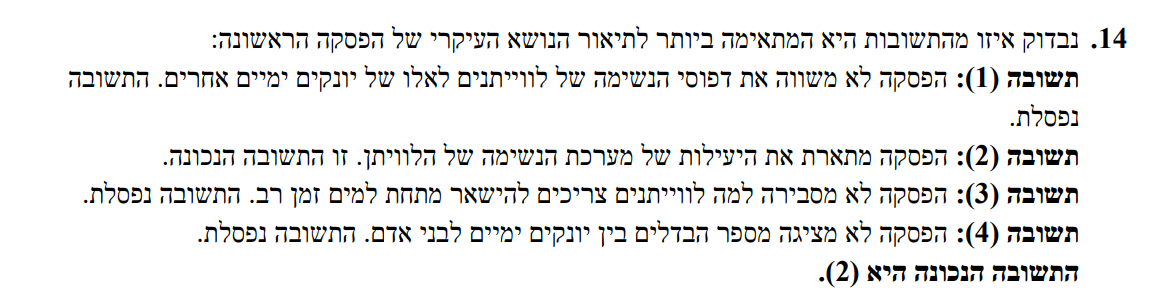 14. נבדוק איזו מהתשובות היא המתאימה ביותר לתיאור הנושא העיקרי של הפסקה הראשונה:
תשובה (1): הפסקה לא משווה את דפוסי הנשימה של לווייתנים לאלו של יונקים ימיים אחרים. התשובה
נפסלת.
תשובה (2): הפסקה מתארת את היעילות של מערכת הנשימה של הלוויתן. זו התשובה הנכונה.
תשובה (3): הפסקה לא מסבירה למה לווייתנים צריכים להישאר מתחת למים זמן רב. התשובה נפסלת.
תשובה (4): הפסקה לא מציגה מספר הבדלים בין יונקים ימיים לבני אדם. התשובה נפסלת.
התשובה הנכונה היא (2).